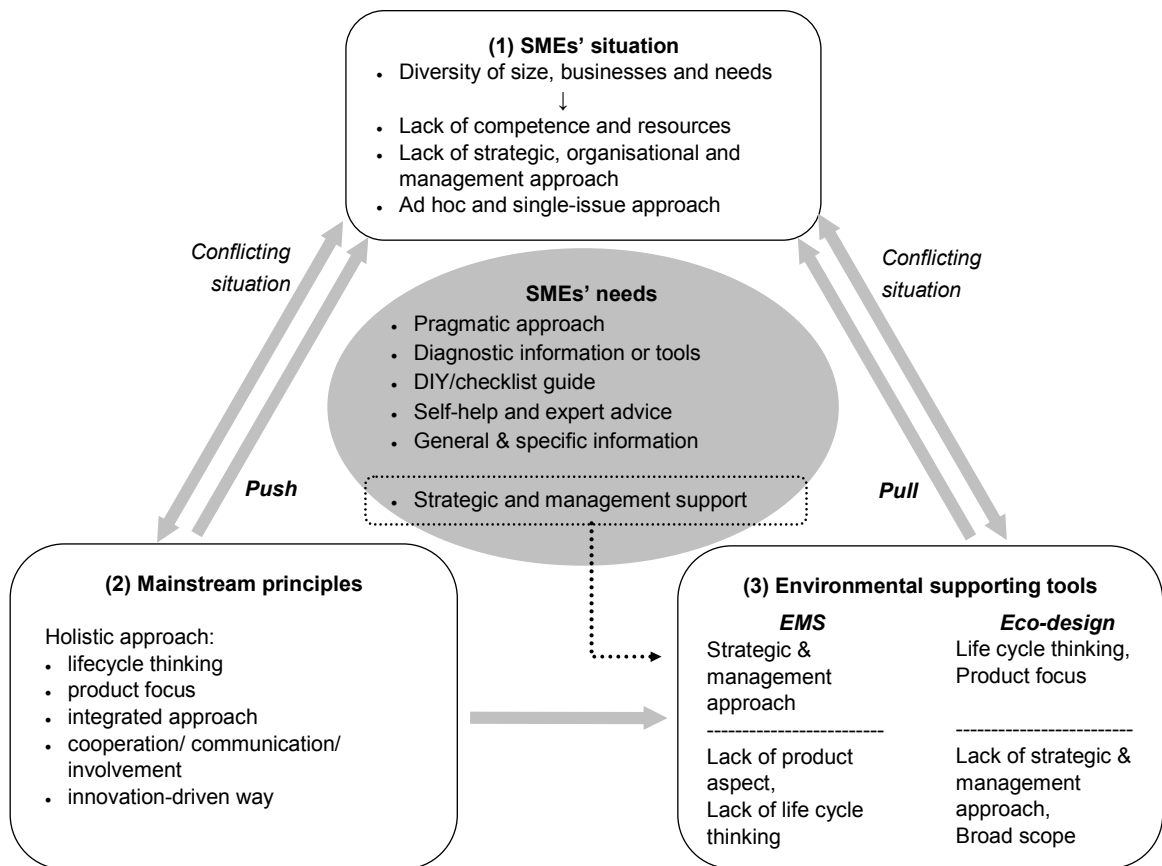 (1) SMEs’ situation
• Diversity of size, businesses and needs
↓
• Lack of competence and resources
• Lack of strategic, organisational and
management approach
• Ad hoc and single-issue approach
Conflicting
situation
Conflicting
situation
SMEs’ needs
• Pragmatic approach
• Diagnostic information or tools
• DIY/checklist guide
• Self-help and expert advice
• General & specific information
• Strategic and management support
Push
Pull
(2) Mainstream principles
Holistic approach:
• lifecycle thinking
• product focus
• integrated approach
• cooperation/ communication/
involvement
• innovation-driven way
(3) Environmental supporting tools
EMS
Strategic &
management
approach
-------------------------
Lack of product
aspect,
Lack of life cycle
thinking
Eco-design
Life cycle thinking,
Product focus
-------------------------
Lack of strategic &
management
approach,
Broad scope